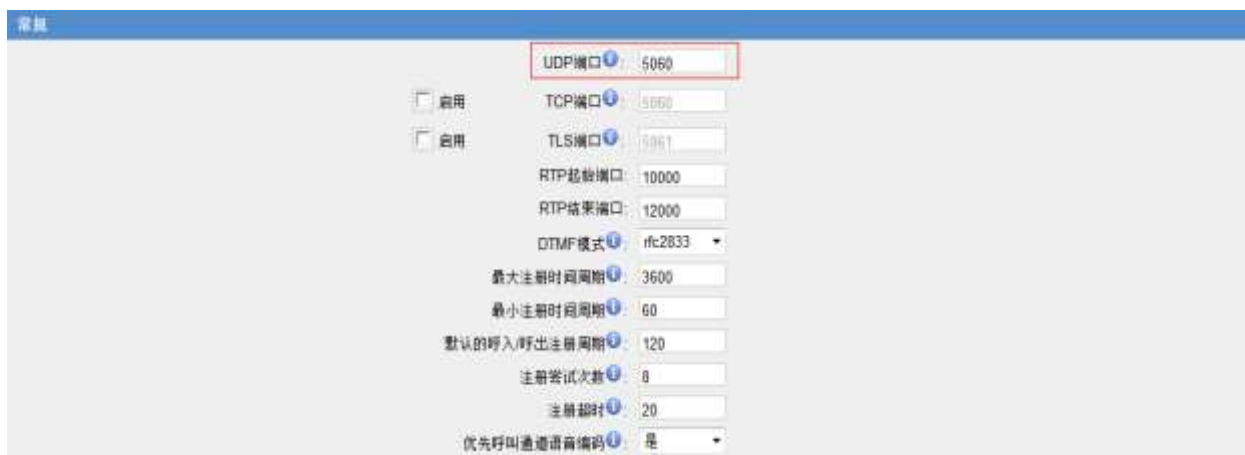 常规
UDP端口: 5060
启用 TCP端口: 5060
启用 TLS端口: 5061
RTP起始端口: 10000
RTP结束端口: 12000
DTMF模式: rfc2833
最大注册时间周期: 3600
最小注册时间周期: 60
默认的呼入/呼出注册周期: 120
注册尝试次数: 8
注册超时: 20
优先呼叫通道语音编码: 是